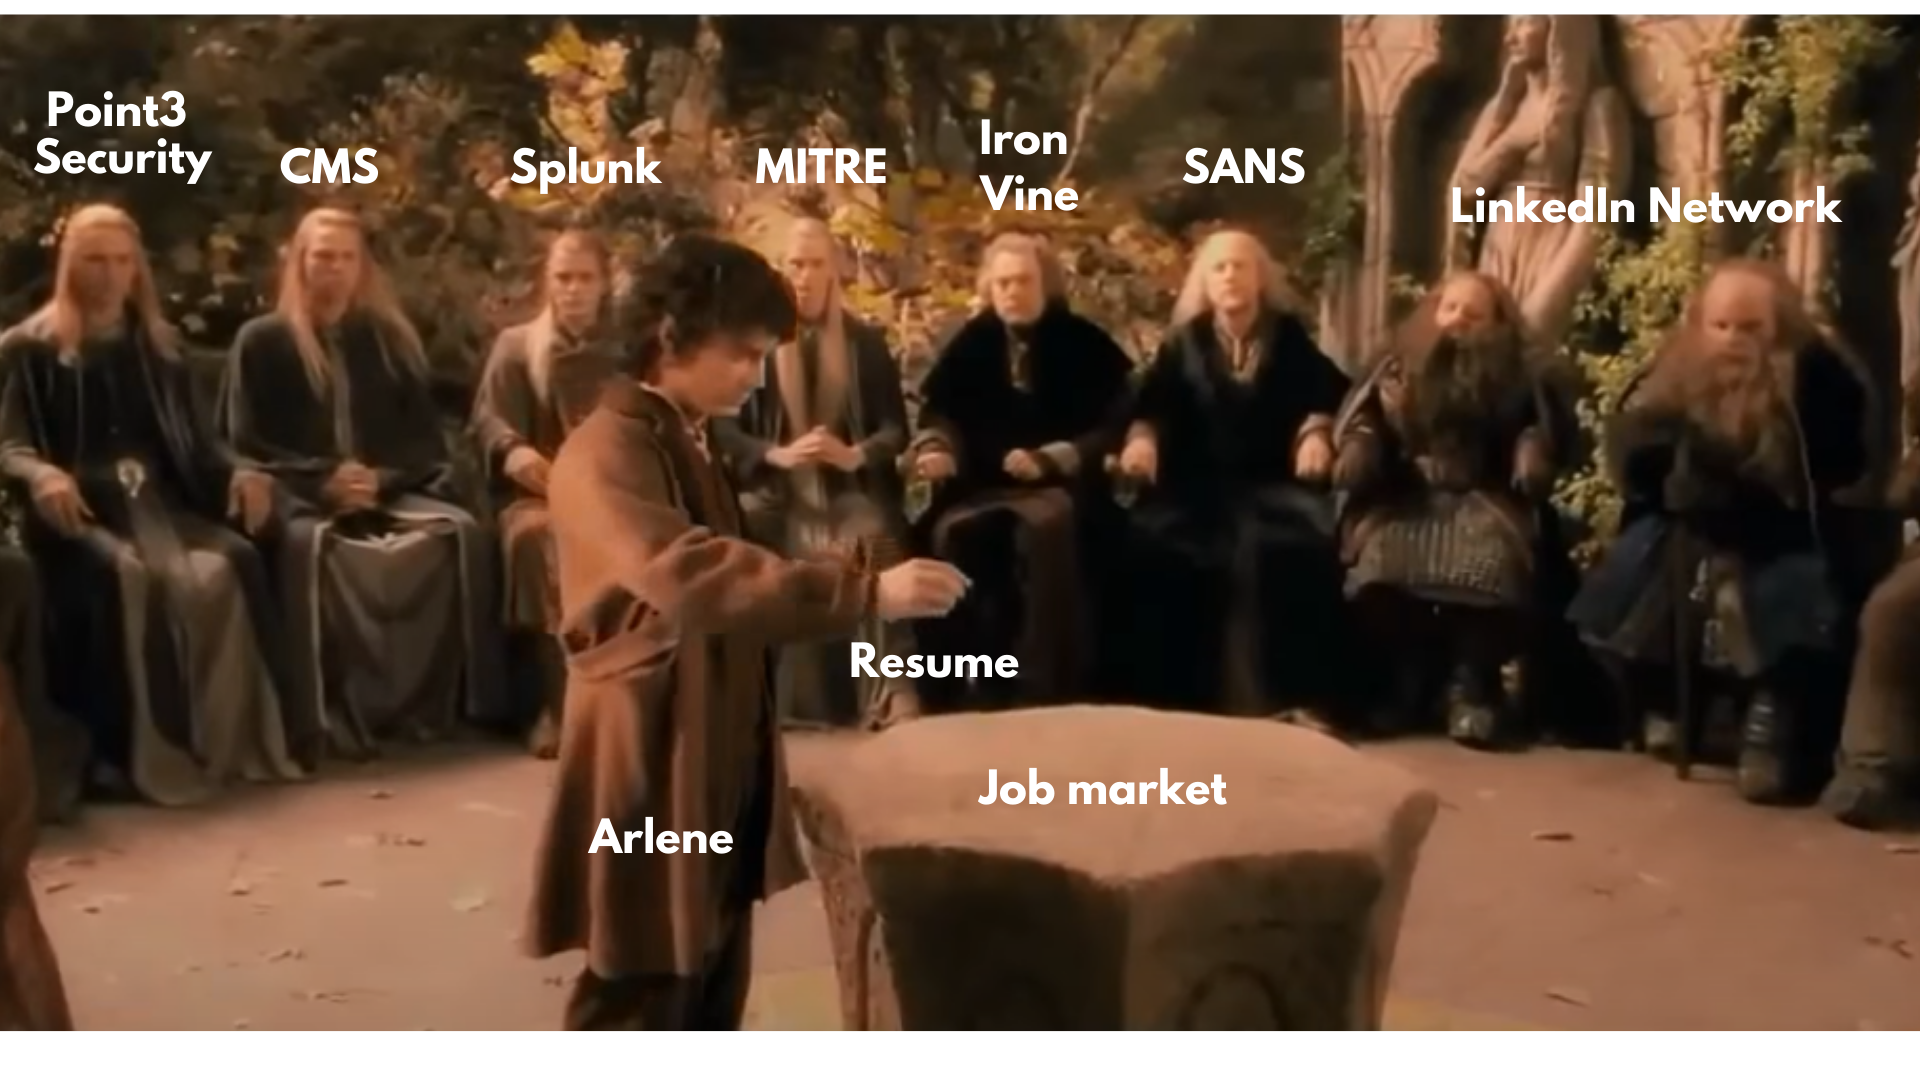 Point3
Security
CMS
Splunk
MITRE
Iron
Vine
SANS
LinkedIn Network
Resume
Job market
Arlene